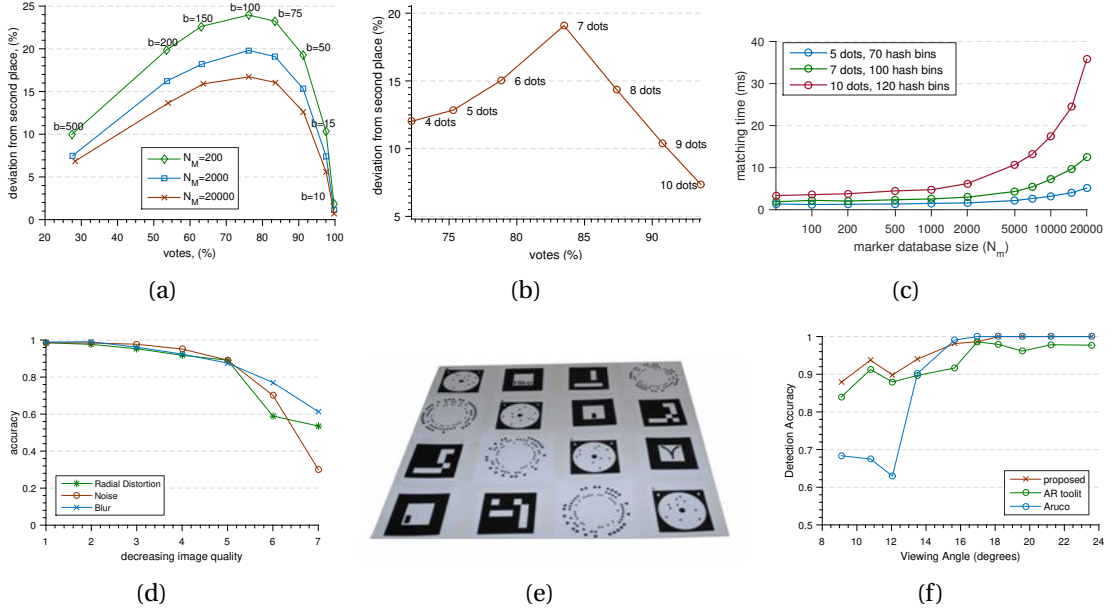 deviation from second place, (%)
25
20
15
10
5
0
20 30 40 50 60 70 80 90 100
votes, (%)
b=500
b=200
b=150
b=100
b=75
b=50
b=15
b=10
N_M=200
N_M=2000
N_M=20000
(a)
deviation from second place (%)
20
15
10
5
75 80 85 90
votes (%)
4 dots
5 dots
6 dots
7 dots
8 dots
9 dots
10 dots
(b)
matching time (ms)
40
30
20
10
0
100 200 500 1000 2000 5000 10000 20000
marker database size (N_m)
5 dots, 70 hash bins
7 dots, 100 hash bins
10 dots, 120 hash bins
(c)
accuracy
1
0.8
0.6
0.4
0.2
0
1 2 3 4 5 6 7
decreasing image quality
Radial Distortion
Noise
Blur
(d)
(e)
Detection Accuracy
1
0.9
0.8
0.7
0.6
0.5
8 10 12 14 16 18 20 22 24
Viewing Angle (degrees)
proposed
AR toolit
Aruco
(f)